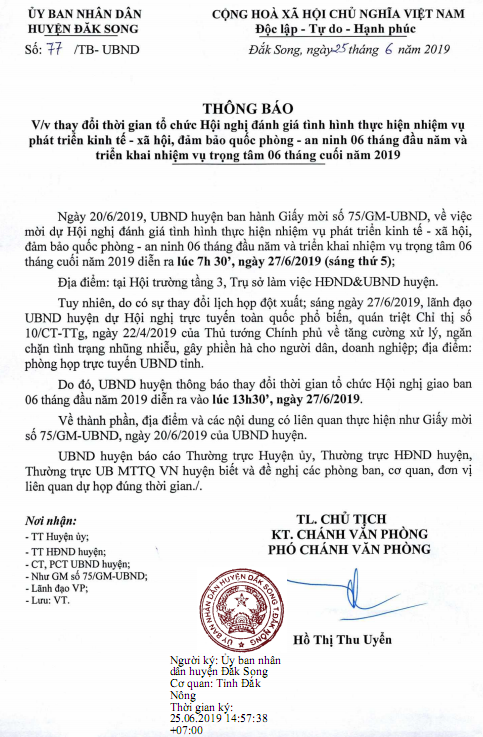 ỦY BAN NHÂN DÂN
HUYỆN ĐĂK SONG
Số: 77 /TB- UBND
CỘNG HOÀ XÃ HỘI CHỦ NGHĨA VIỆT NAM
Độc lập - Tự do - Hạnh phúc
Đắk Song, ngày 25 tháng 6 năm 2019
THÔNG BÁO
V/v thay đổi thời gian tổ chức Hội nghị đánh giá tình hình thực hiện nhiệm vụ
phát triển kinh tế - xã hội, đảm bảo quốc phòng - an ninh 06 tháng đầu năm và
triển khai nhiệm vụ trọng tâm 06 tháng cuối năm 2019
Ngày 20/6/2019, UBND huyện ban hành Giấy mời số 75/GM-UBND, về việc
mời dự Hội nghị đánh giá tình hình thực hiện nhiệm vụ phát triển kinh tế - xã hội,
đảm bảo quốc phòng - an ninh 06 tháng đầu năm và triển khai nhiệm vụ trọng tâm 06
tháng cuối năm 2019 diễn ra lúc 7h 30', ngày 27/6/2019 (sáng thứ 5);
Địa điểm: tại Hội trường tầng 3, Trụ sở làm việc HĐND&UBND huyện.
Tuy nhiên, do có sự thay đổi lịch họp đột xuất; sáng ngày 27/6/2019, lãnh đạo
UBND huyện dự Hội nghị trực tuyến toàn quốc phổ biến, quán triệt Chỉ thị số
10/CT-TTg, ngày 22/4/2019 của Thủ tướng Chính phủ về tăng cường xử lý, ngăn
chặn tình trạng nhũng nhiễu, gây phiền hà cho người dân, doanh nghiệp; địa điểm:
phòng họp trực tuyến UBND tỉnh.
Do đó, UBND huyện thông báo thay đổi thời gian tổ chức Hội nghị giao ban
06 tháng đầu năm 2019 diễn ra vào lúc 13h30', ngày 27/6/2019.
Về thành phần, địa điểm và các nội dung có liên quan thực hiện như Giấy mời
số 75/GM-UBND, ngày 20/6/2019 của UBND huyện.
UBND huyện báo cáo Thường trực Huyện ủy, Thường trực HĐND huyện,
Thường trực UB MTTQ VN huyện biết và đề nghị các phòng ban, cơ quan, đơn vị
liên quan dự họp đúng thời gian./.
Nơi nhận:
- TT Huyện ủy;
- TT HĐND huyện;
- CT, PCT UBND huyện;
- Như GM số 75/GM-UBND;
- Lãnh đạo VP;
- Lưu: VT.
TL. CHỦ TỊCH
KT. CHÁNH VĂN PHÒNG
PHÓ CHÁNH VĂN PHÒNG
ỦY BAN NHÂN DÂN HUYỆN ĐẮK SONG T. ĐẮK NÔNG
Hồ Thị Thu Uyển
Người ký: Ủy ban nhân
dân huyện Đắk Song
Cơ quan: Tỉnh Đắk
Nông
Thời gian ký:
25.06.2019 14:57:38
+07:00